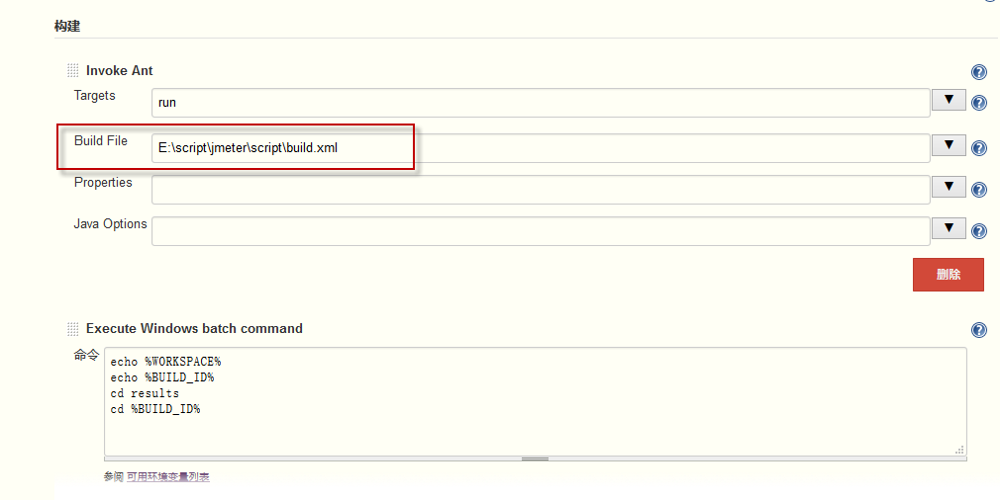 构建
Invoke Ant
Targets
run
Build File
E:\script\jmeter\script\build.xml
Properties
Java Options
删除
Execute Windows batch command
命令
echo %WORKSPACE%
echo %BUILD_ID%
cd results
cd %BUILD_ID%
参阅 可用环境变量列表